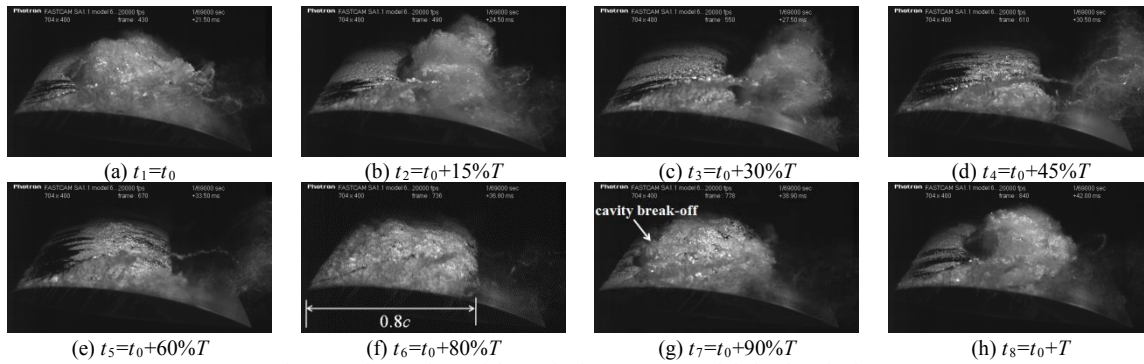 Photron FASTCAM SA1.1 model 6... 20000 fps 1/69000 sec
704 x 400 frame : 430 +21.50 ms
Photron FASTCAM SA1.1 model 6... 20000 fps 1/69000 sec
704 x 400 frame : 490 +24.50 ms
Photron FASTCAM SA1.1 model 6... 20000 fps 1/69000 sec
704 x 400 frame : 550 +27.50 ms
Photron FASTCAM SA1.1 model 6... 20000 fps 1/69000 sec
704 x 400 frame : 610 +30.50 ms
(a) t₁=t₀
(b) t₂=t₀+15%T
(c) t₃=t₀+30%T
(d) t₄=t₀+45%T
Photron FASTCAM SA1.1 model 6... 20000 fps 1/69000 sec
704 x 400 frame : 670 +33.50 ms
Photron FASTCAM SA1.1 model 6... 20000 fps 1/69000 sec
704 x 400 frame : 736 +36.80 ms
Photron FASTCAM SA1.1 model 6... 20000 fps 1/69000 sec
704 x 400 frame : 778 +38.90 ms
Photron FASTCAM SA1.1 model 6... 20000 fps 1/69000 sec
704 x 400 frame : 840 +42.00 ms
cavity break-off
0.8c
(e) t₅=t₀+60%T
(f) t₆=t₀+80%T
(g) t₇=t₀+90%T
(h) t₈=t₀+T